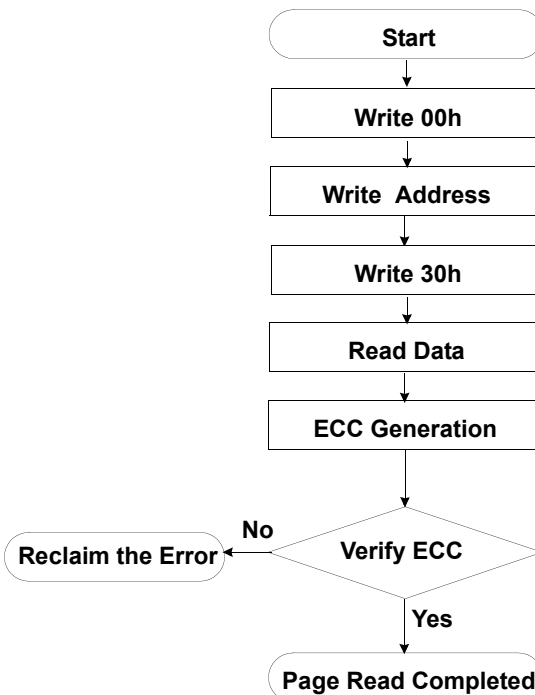 Start
Write 00h
Write Address
Write 30h
Read Data
ECC Generation
No
Reclaim the Error
Verify ECC
Yes
Page Read Completed